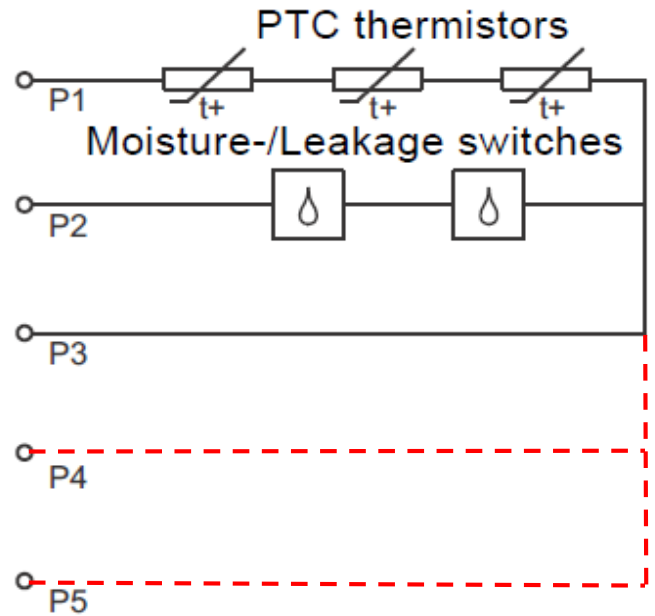 PTC thermistors
P1
t+ t+ t+
Moisture-/Leakage switches
P2
P3
P4
P5